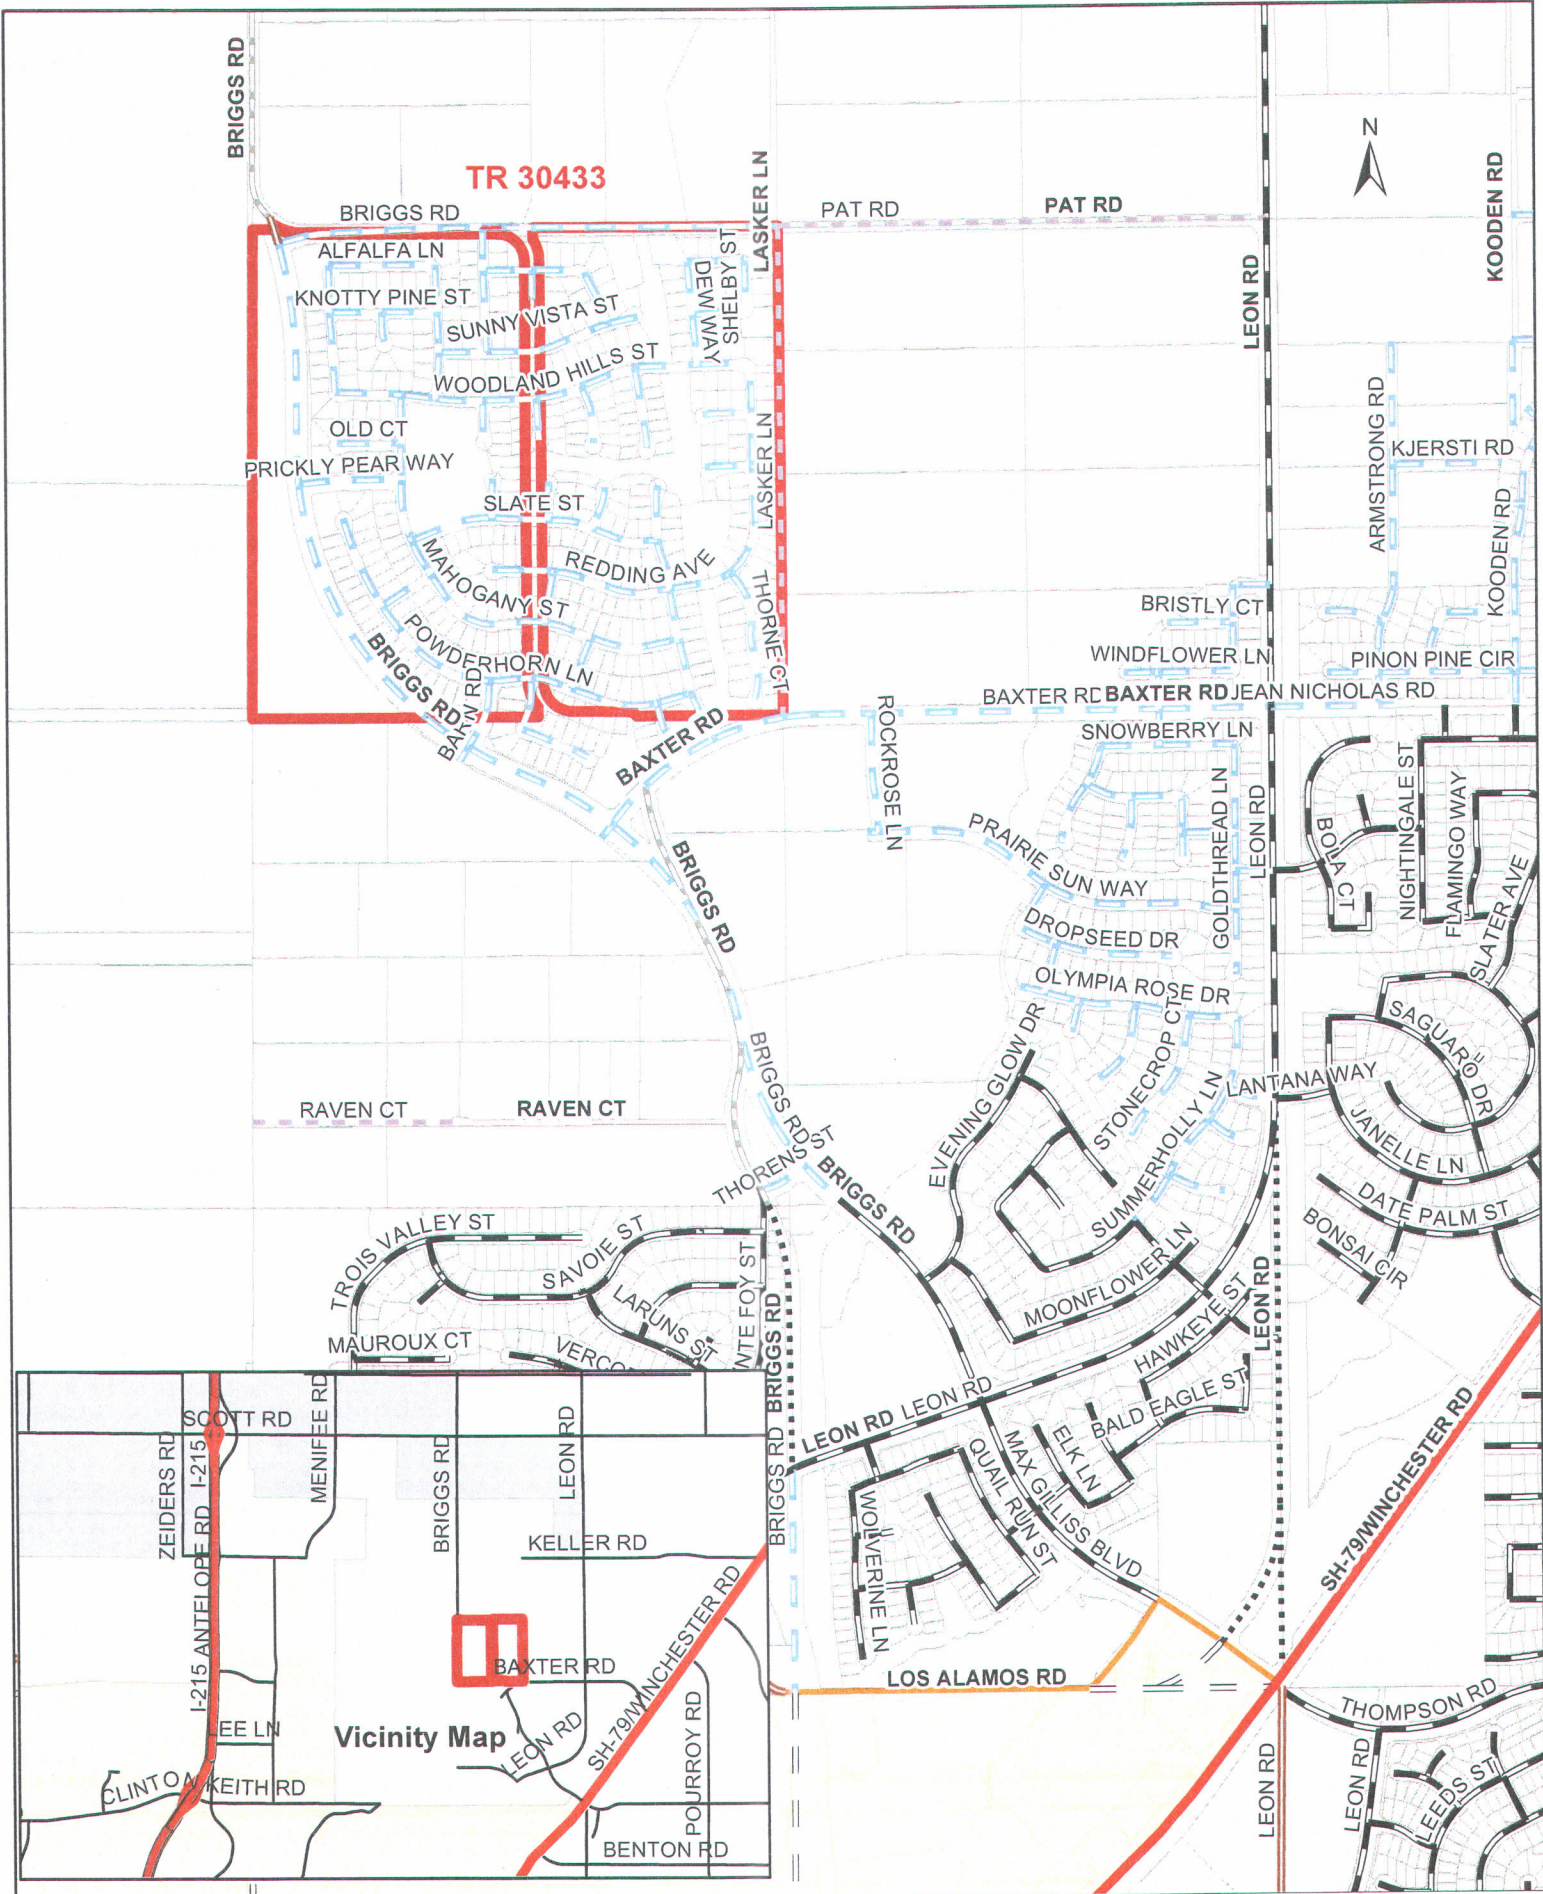 BRIGGS RD
TR 30433
LASKER LN
N
KOODEN RD
BRIGGS RD
PAT RD
PAT RD
ALFALFA LN
SHELBY ST
DEW WAY
LEON RD
KNOTTY PINE ST
SUNNY VISTA ST
WOODLAND HILLS ST
OLD CT
PRICKLY PEAR WAY
LASKER LN
ARMSTRONG RD
KJERSTI RD
SLATE ST
REDDING AVE
MAHOGANY ST
KOODEN RD
THORNE CT
BRISTLY CT
POWDERHORN LN
BRIGGS RD
BARN RD
WINDFLOWER LN
PINON PINE CIR
BAXTER RD
BAXTER RD
JEAN NICHOLAS RD
BAXTER RD
ROCKROSE LN
SNOWBERRY LN
GOLDTHREAD LN
LEON RD
NIGHTINGALE ST
FLAMINGO WAY
BOLA CT
SLATER AVE
PRAIRIE SUN WAY
BRIGGS RD
DROPSEED DR
OLYMPIA ROSE DR
EVENING GLOW DR
STONECROP CT
SAGUARO DR
LANTANA WAY
BRIGGS RD
RAVEN CT
RAVEN CT
JANELLE LN
SUMMERHOLLY LN
THORENS ST
BRIGGS RD
DATE PALM ST
BONSAI CIR
TROIS VALLEY ST
SAVOIE ST
MOONFLOWER LN
LEON RD
LARUNS ST
NTE FOY ST
BRIGGS RD
HAWKEYE ST
MAUROUX CT
VERCO
BALD EAGLE ST
LEON RD
LEON RD
ELK LN
MAX GILLISS BLVD
QUAIL RUN ST
WOLVERINE LN
BRIGGS RD
SH-79/WINCHESTER RD
LOS ALAMOS RD
THOMPSON RD
LEON RD
LEON RD
LEEDS ST
SCOTT RD
ZEIDERS RD
I-215
MENIFEE RD
BRIGGS RD
LEON RD
KELLER RD
I-215 ANTELOPE RD
BAXTER RD
SH-79/WINCHESTER RD
POURROY RD
LEE LN
Vicinity Map
LEON RD
CLINTON KEITH RD
BENTON RD